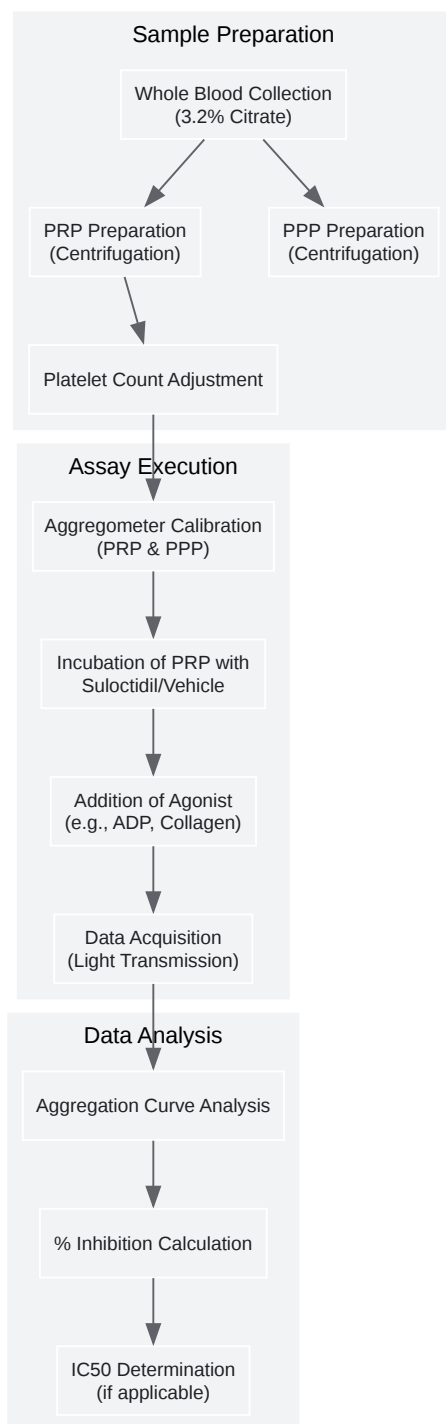 Sample Preparation
Whole Blood Collection
(3.2% Citrate)
PRP Preparation
(Centrifugation)
PPP Preparation
(Centrifugation)
Platelet Count Adjustment
Assay Execution
Aggregometer Calibration
(PRP & PPP)
Incubation of PRP with
Suloctidil/Vehicle
Addition of Agonist
(e.g., ADP, Collagen)
Data Acquisition
(Light Transmission)
Data Analysis
Aggregation Curve Analysis
% Inhibition Calculation
IC50 Determination
(if applicable)